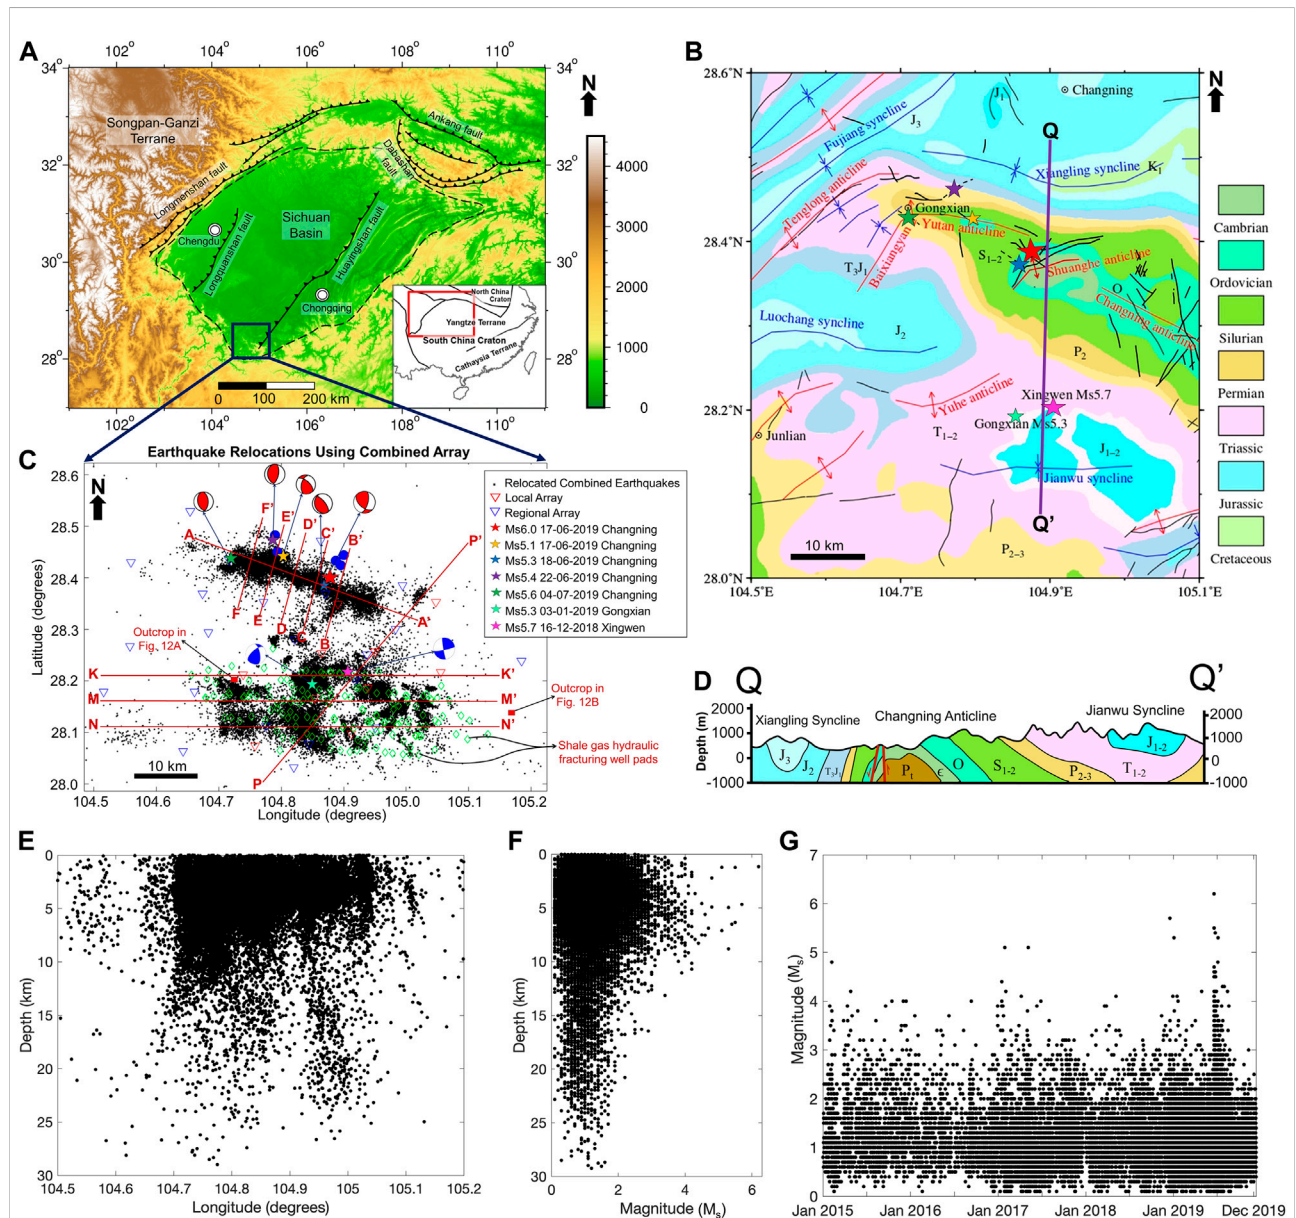 A
102° 104° 106° 108° 110°
34° 34°
32° 32°
30° 30°
28° 28°
N
Songpan-Ganzi
Terrane
Ankang fault
Dabashan
fault
Longmenshan fault
Sichuan
Basin
Chengdu
Longquanshan fault
Huayingshan fault
Chongqing
North China
Craton
Yangtze Terrane
South China Craton
Cathaysia Terrane
0 100 200 km
102° 104° 106° 108° 110°
4000
3000
2000
1000
0
B
28.6°N
28.4°N
28.2°N
28.0°N
104.5°E 104.7°E 104.9°E 105.1°E
N
J1
Changning
J3
Q
Fujiang syncline
Xiangling syncline
K1
Tenglong anticline
Gongxian
Yutan anticline
Baixiangyan
S1-2
Shuanghe anticline
T3J1
O
Changning anticline
Luochang syncline
J2
P2
Yuhe anticline
Xingwen Ms5.7
Gongxian Ms5.3
Junlian
T1-2
J1-2
Jianwu syncline
Q'
10 km
P2-3
Cambrian
Ordovician
Silurian
Permian
Triassic
Jurassic
Cretaceous
C
Earthquake Relocations Using Combined Array
28.6
28.5
28.4
28.3
28.2
28.1
28.0
Latitude (degrees)
N
F' E' D' C' B' P'
A
F E D C B A'
Outcrop in
Fig. 12A
K K'
M M'
N N'
P
Outcrop in
Fig. 12B
Shale gas hydraulic
fracturing well pads
10 km
104.5 104.6 104.7 104.8 104.9 105.0 105.1 105.2
Longitude (degrees)
Relocated Combined Earthquakes
Local Array
Regional Array
Ms6.0 17-06-2019 Changning
Ms5.1 17-06-2019 Changning
Ms5.3 18-06-2019 Changning
Ms5.4 22-06-2019 Changning
Ms5.6 04-07-2019 Changning
Ms5.3 03-01-2019 Gongxian
Ms5.7 16-12-2018 Xingwen
D
Q Q'
2000
1000
0
-1000
Depth (m)
Xiangling Syncline
Changning Anticline
Jianwu Syncline
J3
J2
T3J1
Pt
Є
O
S1-2
P2-3
T1-2
J1-2
2000
1000
0
-1000
E
0
5
10
15
20
25
30
Depth (km)
104.5 104.6 104.7 104.8 104.9 105 105.1 105.2
Longitude (degrees)
F
0
5
10
15
20
25
30
Depth (km)
0 2 4 6
Magnitude (Ms)
G
7
6
5
4
3
2
1
0
Magnitude (Ms)
Jan 2015 Jan 2016 Jan 2017 Jan 2018 Jan 2019 Dec 2019